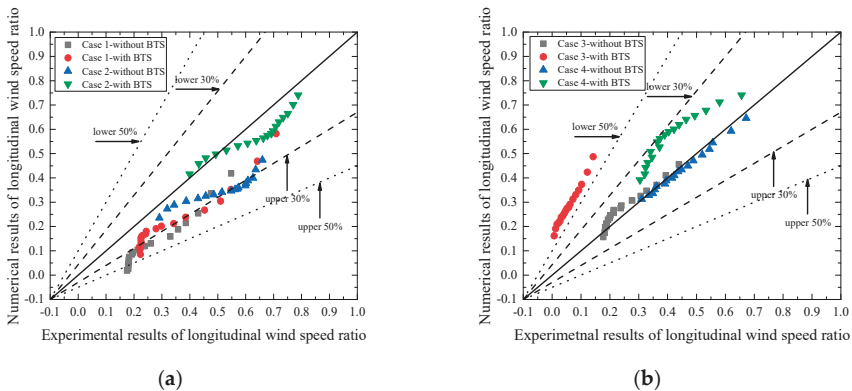 1.0
0.9
0.8
0.7
0.6
0.5
0.4
0.3
0.2
0.1
0.0
-0.1
Numerical results of longitudinal wind speed ratio
Case 1-without BTS
Case 1-with BTS
Case 2-without BTS
Case 2-with BTS
lower 30%
lower 50%
upper 30%
upper 50%
-0.1 0.0 0.1 0.2 0.3 0.4 0.5 0.6 0.7 0.8 0.9 1.0
Experimental results of longitudinal wind speed ratio
(a)
1.0
0.9
0.8
0.7
0.6
0.5
0.4
0.3
0.2
0.1
0.0
-0.1
Numerical results of longitudinal wind speed ratio
Case 3-without BTS
Case 3-with BTS
Case 4-without BTS
Case 4-with BTS
lower 30%
lower 50%
upper 30%
upper 50%
-0.1 0.0 0.1 0.2 0.3 0.4 0.5 0.6 0.7 0.8 0.9 1.0
Experimetnal results of longitudinal wind speed ratio
(b)